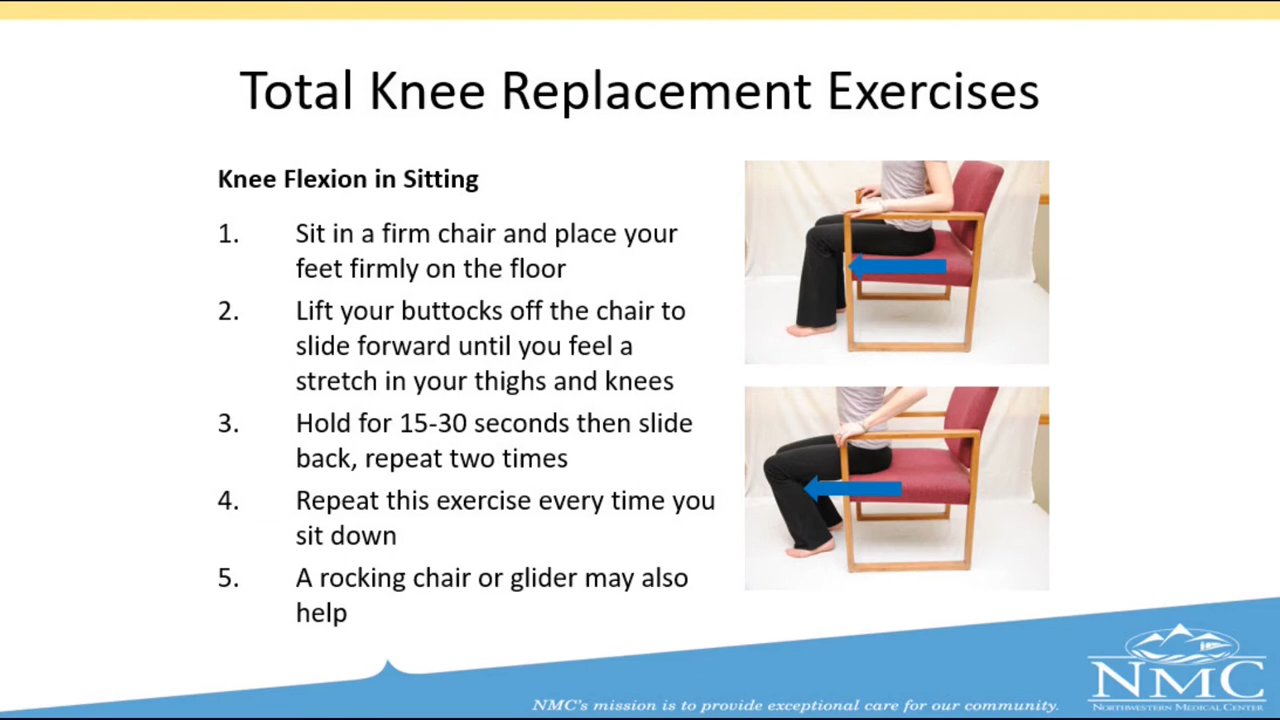 Total Knee Replacement Exercises
Knee Flexion in Sitting
1. Sit in a firm chair and place your
feet firmly on the floor
2. Lift your buttocks off the chair to
slide forward until you feel a
stretch in your thighs and knees
3. Hold for 15-30 seconds then slide
back, repeat two times
4. Repeat this exercise every time you
sit down
5. A rocking chair or glider may also
help
NMC's mission is to provide exceptional care for our community.
NMC
Northwestern Medical Center